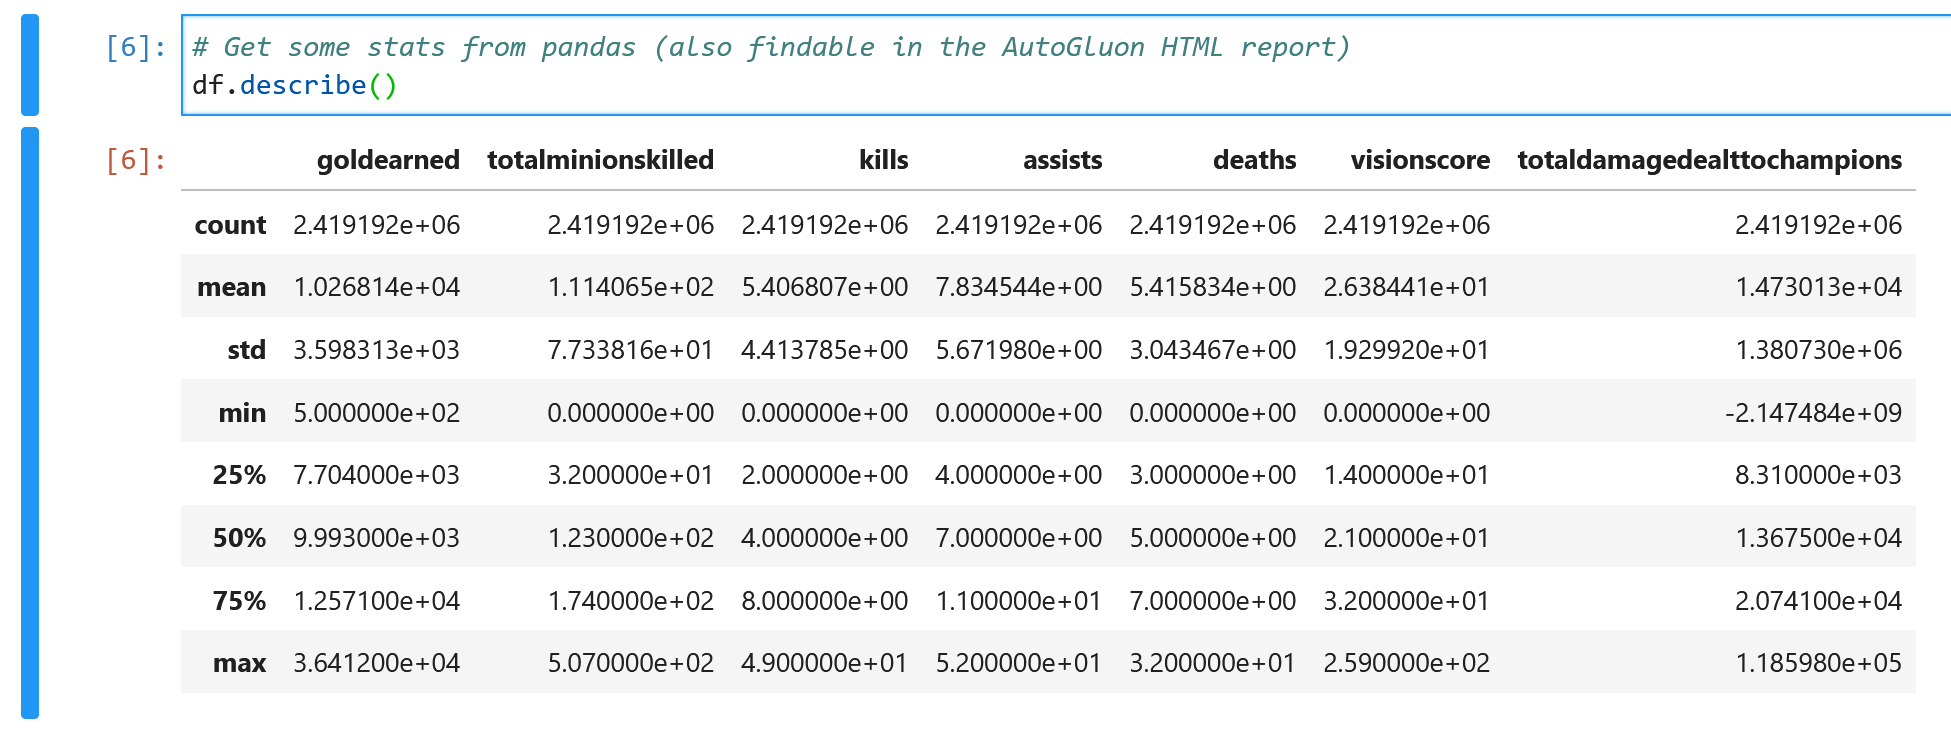 [6]: # Get some stats from pandas (also findable in the AutoGluon HTML report)
df.describe()
[6]: goldearned totalminionskilled kills assists deaths visionscore totaldamagedealttochampions
count 2.419192e+06 2.419192e+06 2.419192e+06 2.419192e+06 2.419192e+06 2.419192e+06 2.419192e+06
mean 1.026814e+04 1.114065e+02 5.406807e+00 7.834544e+00 5.415834e+00 2.638441e+01 1.473013e+04
std 3.598313e+03 7.733816e+01 4.413785e+00 5.671980e+00 3.043467e+00 1.929920e+01 1.380730e+06
min 5.000000e+02 0.000000e+00 0.000000e+00 0.000000e+00 0.000000e+00 0.000000e+00 -2.147484e+09
25% 7.704000e+03 3.200000e+01 2.000000e+00 4.000000e+00 3.000000e+00 1.400000e+01 8.310000e+03
50% 9.993000e+03 1.230000e+02 4.000000e+00 7.000000e+00 5.000000e+00 2.100000e+01 1.367500e+04
75% 1.257100e+04 1.740000e+02 8.000000e+00 1.100000e+01 7.000000e+00 3.200000e+01 2.074100e+04
max 3.641200e+04 5.070000e+02 4.900000e+01 5.200000e+01 3.200000e+01 2.590000e+02 1.185980e+05